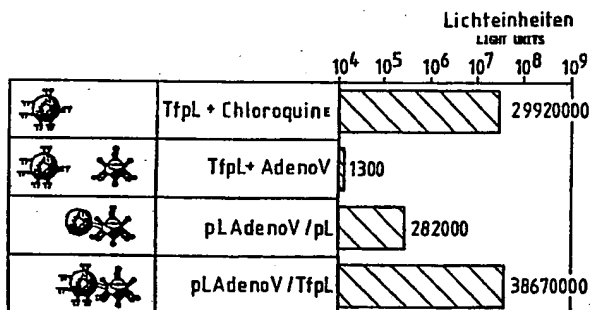 Lichteinheiten
LIGHT UNITS
10⁴ 10⁵ 10⁶ 10⁷ 10⁸ 10⁹
TfpL + Chloroquine 29920000
TfpL + AdenoV 1300
pLAdenoV/pL 282000
pLAdenoV/TfpL 38670000